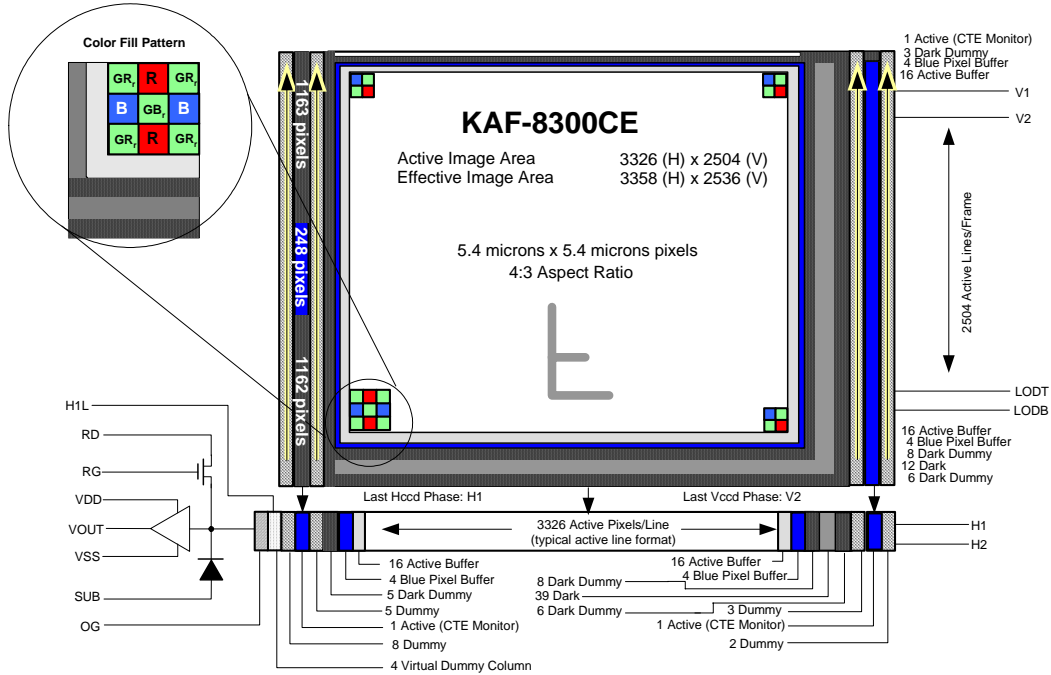 Color Fill Pattern
GRr R GRr
B GBr B
GRr R GRr
1163 pixels
248 pixels
1162 pixels
KAF-8300CE
Active Image Area 3326 (H) x 2504 (V)
Effective Image Area 3358 (H) x 2536 (V)
5.4 microns x 5.4 microns pixels
4:3 Aspect Ratio
1 Active (CTE Monitor)
3 Dark Dummy
4 Blue Pixel Buffer
16 Active Buffer
V1
V2
2504 Active Lines/Frame
LODT
LODB
16 Active Buffer
4 Blue Pixel Buffer
8 Dark Dummy
12 Dark
6 Dark Dummy
H1L
RD
RG
VDD
VOUT
VSS
SUB
OG
Last Hccd Phase: H1
Last Vccd Phase: V2
3326 Active Pixels/Line
(typical active line format)
H1
H2
16 Active Buffer
4 Blue Pixel Buffer
5 Dark Dummy
5 Dummy
1 Active (CTE Monitor)
8 Dummy
4 Virtual Dummy Column
16 Active Buffer
4 Blue Pixel Buffer
8 Dark Dummy
39 Dark
6 Dark Dummy
3 Dummy
1 Active (CTE Monitor)
2 Dummy